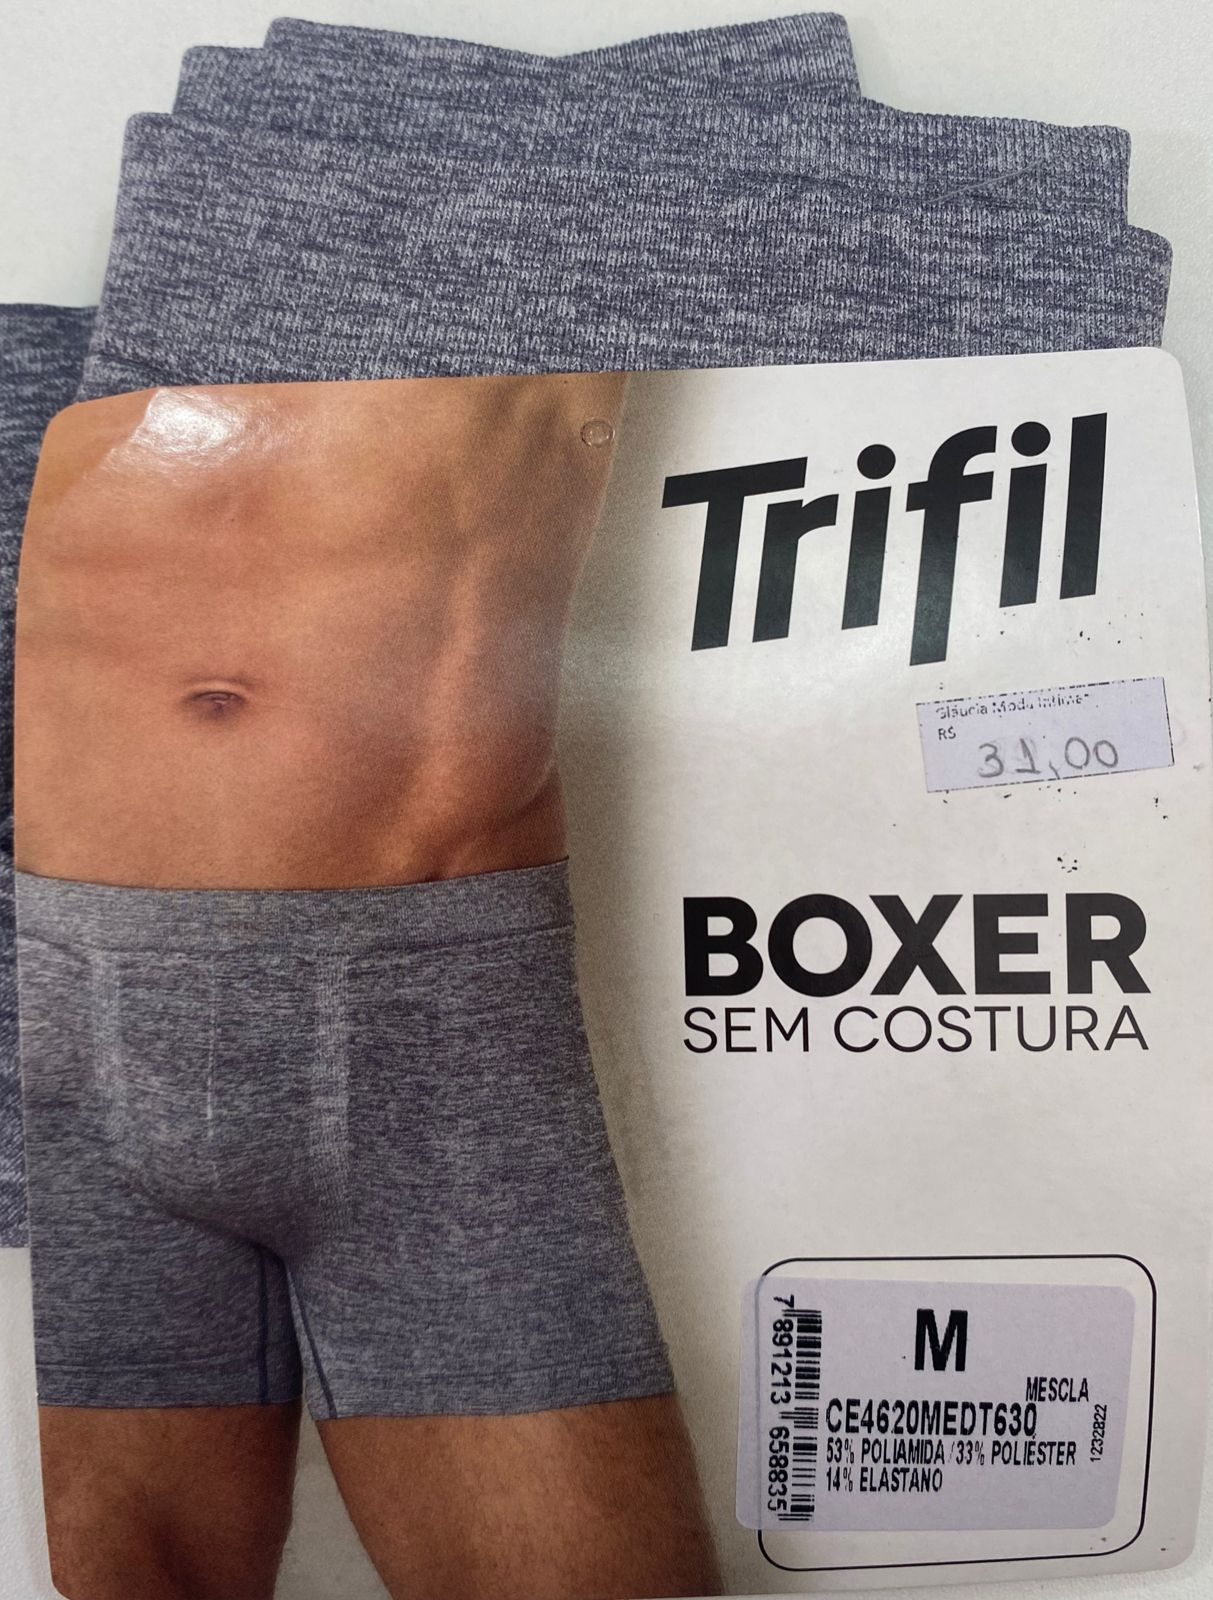 Trifil
Gláucia Moda Íntima
R$
31,00
BOXER
SEM COSTURA
M
MESCLA
CE4620MEDT630
53% POLIAMIDA/33% POLIÉSTER
14% ELASTANO
1232822
7 891213 658835